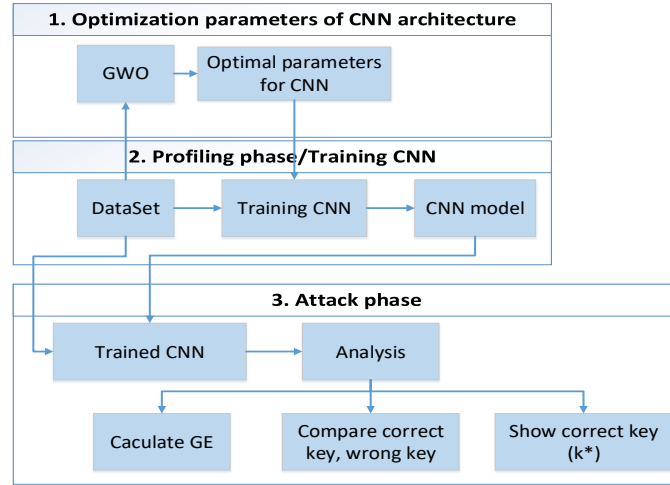 1. Optimization parameters of CNN architecture
GWO
Optimal parameters
for CNN
2. Profiling phase/Training CNN
DataSet
Training CNN
CNN model
3. Attack phase
Trained CNN
Analysis
Caculate GE
Compare correct
key, wrong key
Show correct key
(k*)